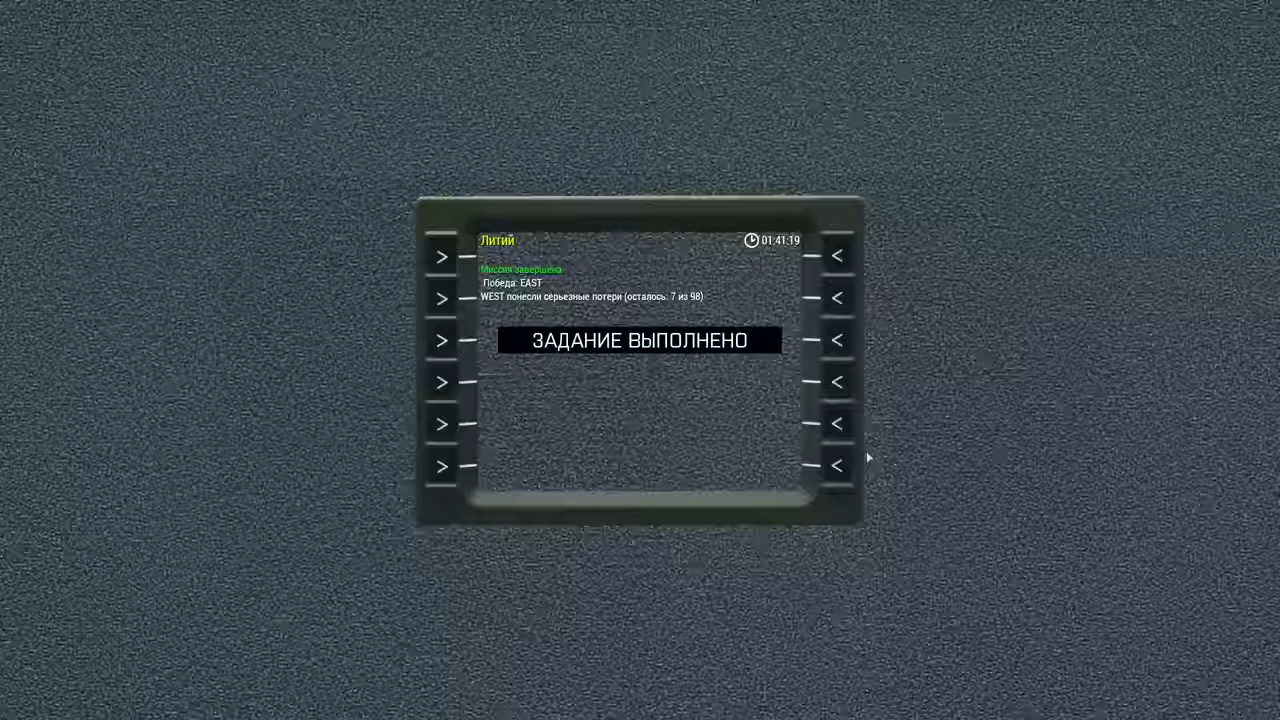 Литий
01:41:19
Миссия завершена
Победа: EAST
WEST понесли серьезные потери (осталось: 7 из 98)
ЗАДАНИЕ ВЫПОЛНЕНО